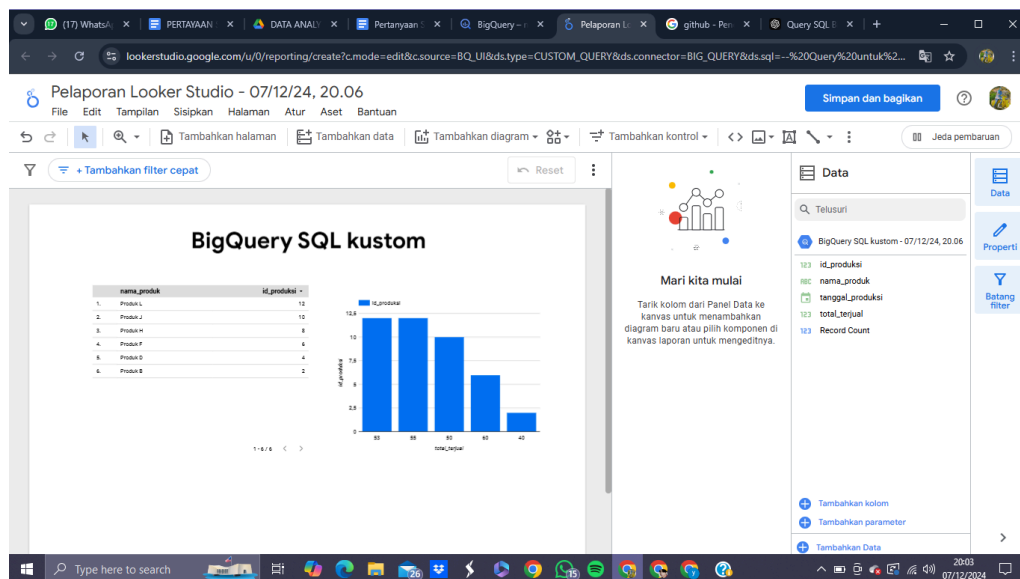 (17) WhatsA
PERTAYAAN
DATA ANALY
Pertanyaan S
BigQuery – n
Pelaporan Lo
github - Pen
Query SQL B
lookerstudio.google.com/u/0/reporting/create?c.mode=edit&c.source=BQ_UI&ds.type=CUSTOM_QUERY&ds.connector=BIG_QUERY&ds.sql=--%20Query%20untuk%2...
Pelaporan Looker Studio - 07/12/24, 20.06
File Edit Tampilan Sisipkan Halaman Atur Aset Bantuan
Simpan dan bagikan
Tambahkan halaman
Tambahkan data
Tambahkan diagram
Tambahkan kontrol
Jeda pembaruan
+ Tambahkan filter cepat
Reset
BigQuery SQL kustom
nama_produk id_produksi
1. Produk L 12
2. Produk J 10
3. Produk H 8
4. Produk F 6
5. Produk D 4
6. Produk B 2
1 - 6 / 6
id_produksi
12,5
10
7,5
5
2,5
0
id_produksi
53 55 50 60 40
total_terjual
Mari kita mulai
Tarik kolom dari Panel Data ke
kanvas untuk menambahkan
diagram baru atau pilih komponen di
kanvas laporan untuk mengeditnya.
Data
Telusuri
BigQuery SQL kustom - 07/12/24, 20.06
123 id_produksi
ABC nama_produk
tanggal_produksi
123 total_terjual
123 Record Count
Tambahkan kolom
Tambahkan parameter
Tambahkan Data
Data
Properti
Batang
filter
Type here to search
26
15
20:03
07/12/2024